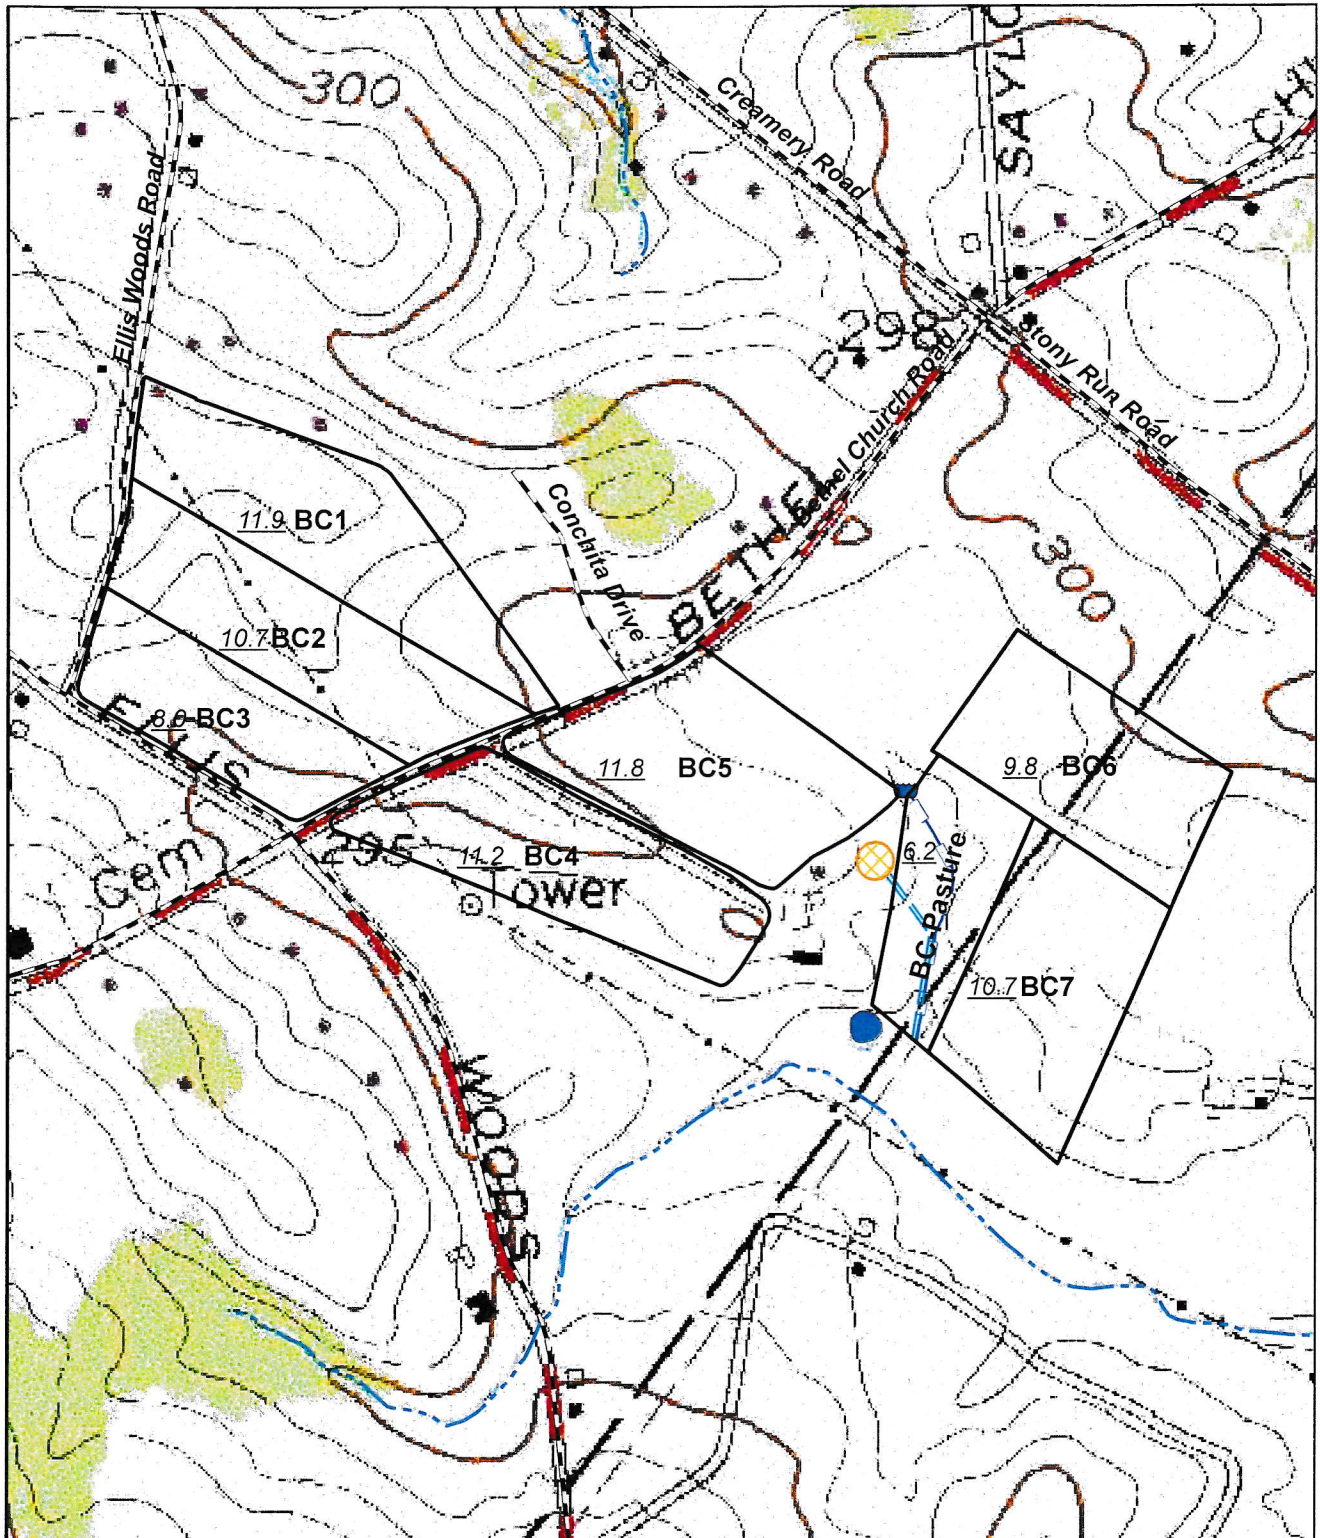 300
Creamery Road
SAYLO
CH
Ellis Woods Road
298
Stony Run Road
Bethel Church Road
BETHEL
Conchita Drive
300
11.9 BC1
10.7 BC2
8.0 BC3
ELLIS
11.8 BC5
9.8 BC6
295
11.2 BC4
6.2
BC Pasture
Gem
Tower
10.7 BC7
WOODS